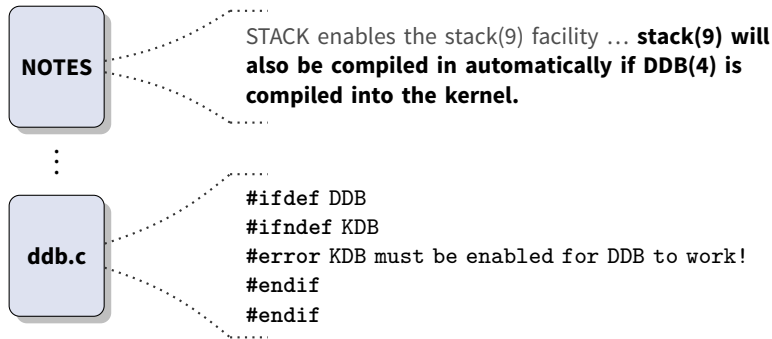 NOTES
STACK enables the stack(9) facility … stack(9) will
also be compiled in automatically if DDB(4) is
compiled into the kernel.
ddb.c
#ifdef DDB
#ifndef KDB
#error KDB must be enabled for DDB to work!
#endif
#endif